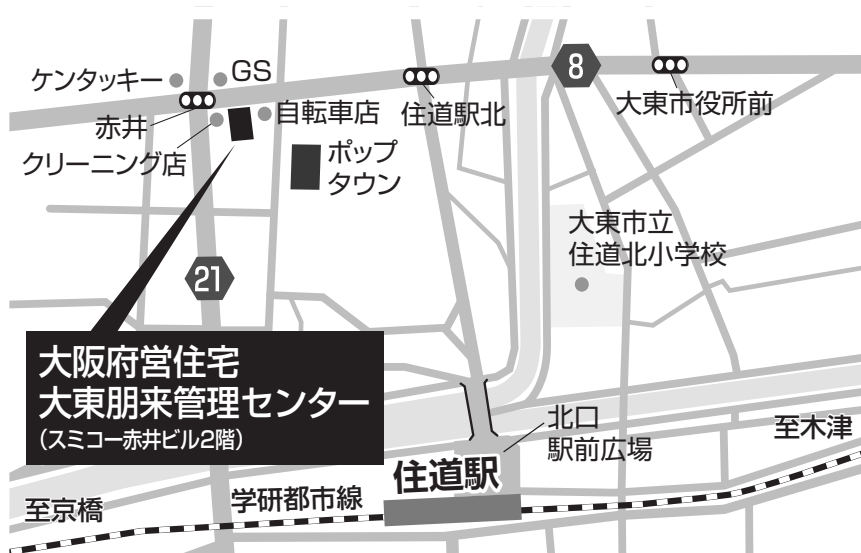 ケンタッキー
GS
8
赤井
自転車店
住道駅北
大東市役所前
クリーニング店
ポップ
タウン
大東市立
住道北小学校
21
大阪府営住宅
大東朋来管理センター
(スミコー赤井ビル2階)
北口
駅前広場
至木津
住道駅
学研都市線
至京橋